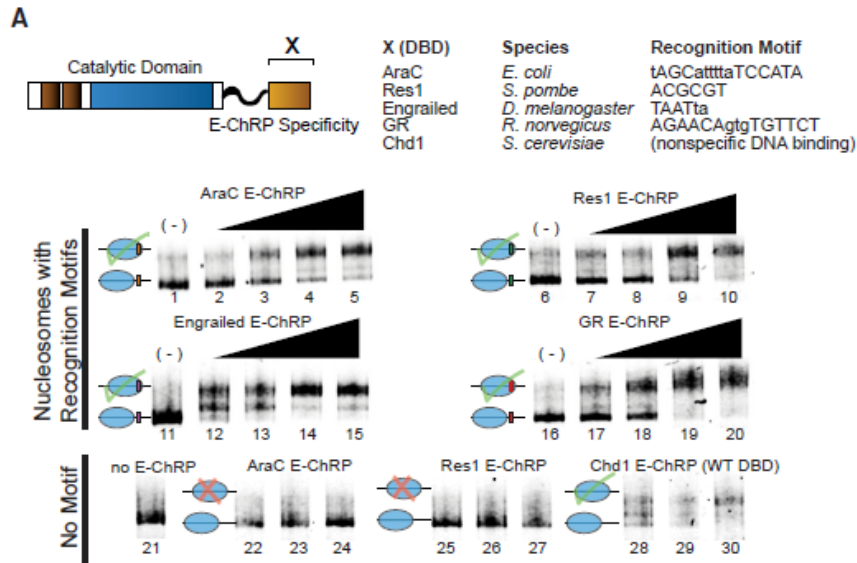 A
X
Catalytic Domain
E-ChRP Specificity
X (DBD) Species Recognition Motif
AraC E. coli tAGCattttaTCCATA
Res1 S. pombe ACGCGT
Engrailed D. melanogaster TAATta
GR R. norvegicus AGAACAgtgTGTTCT
Chd1 S. cerevisiae (nonspecific DNA binding)
Nucleosomes with
Recognition Motifs
AraC E-ChRP
(-)
1 2 3 4 5
Res1 E-ChRP
(-)
6 7 8 9 10
Engrailed E-ChRP
(-)
11 12 13 14 15
GR E-ChRP
(-)
16 17 18 19 20
No Motif
no E-ChRP AraC E-ChRP Res1 E-ChRP Chd1 E-ChRP (WT DBD)
21 22 23 24 25 26 27 28 29 30